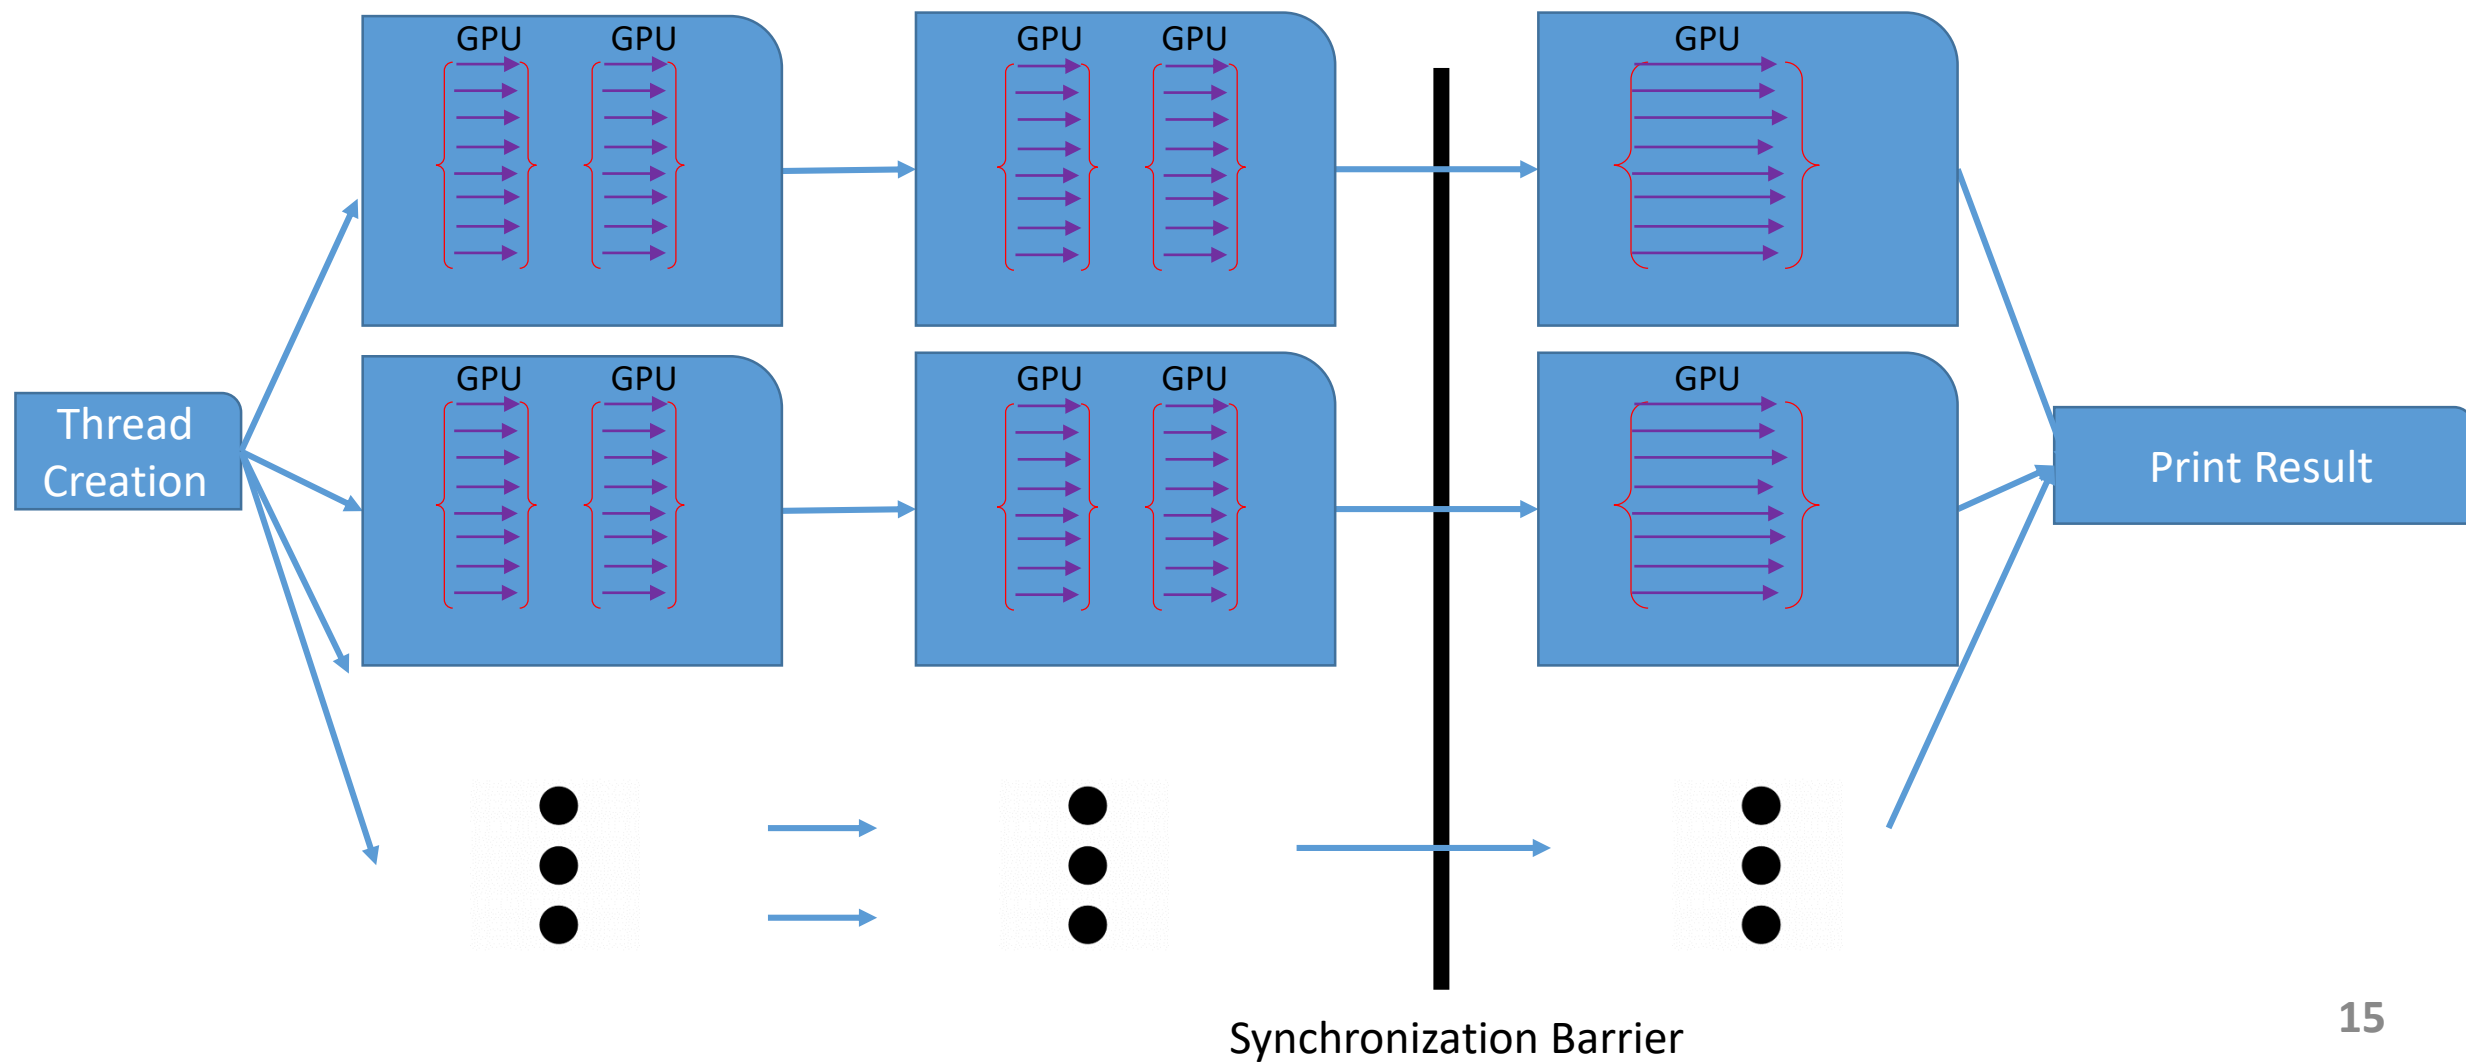 GPU GPU GPU GPU GPU
GPU GPU GPU GPU GPU
Thread
Creation
Print Result
Synchronization Barrier
15